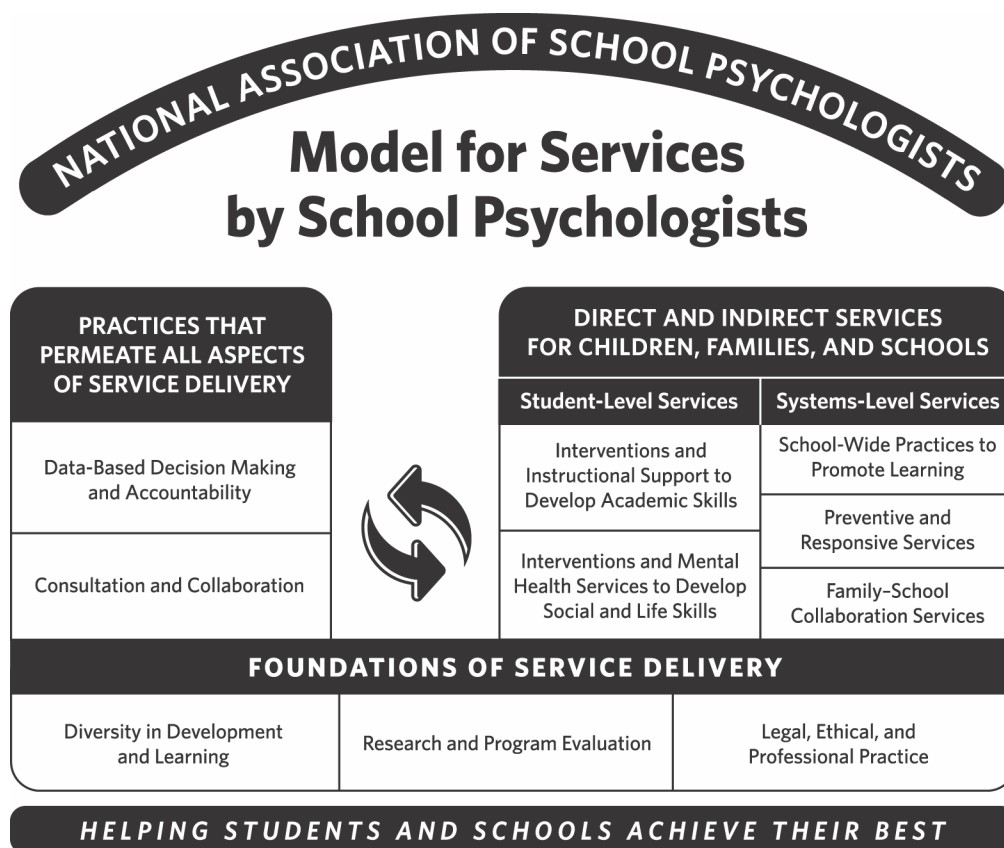 NATIONAL ASSOCIATION OF SCHOOL PSYCHOLOGISTS
Model for Services
by School Psychologists
PRACTICES THAT
PERMEATE ALL ASPECTS
OF SERVICE DELIVERY
Data-Based Decision Making
and Accountability
Consultation and Collaboration
DIRECT AND INDIRECT SERVICES
FOR CHILDREN, FAMILIES, AND SCHOOLS
Student-Level Services
Interventions and
Instructional Support to
Develop Academic Skills
Interventions and Mental
Health Services to Develop
Social and Life Skills
Systems-Level Services
School-Wide Practices to
Promote Learning
Preventive and
Responsive Services
Family–School
Collaboration Services
FOUNDATIONS OF SERVICE DELIVERY
Diversity in Development
and Learning
Research and Program Evaluation
Legal, Ethical, and
Professional Practice
HELPING STUDENTS AND SCHOOLS ACHIEVE THEIR BEST